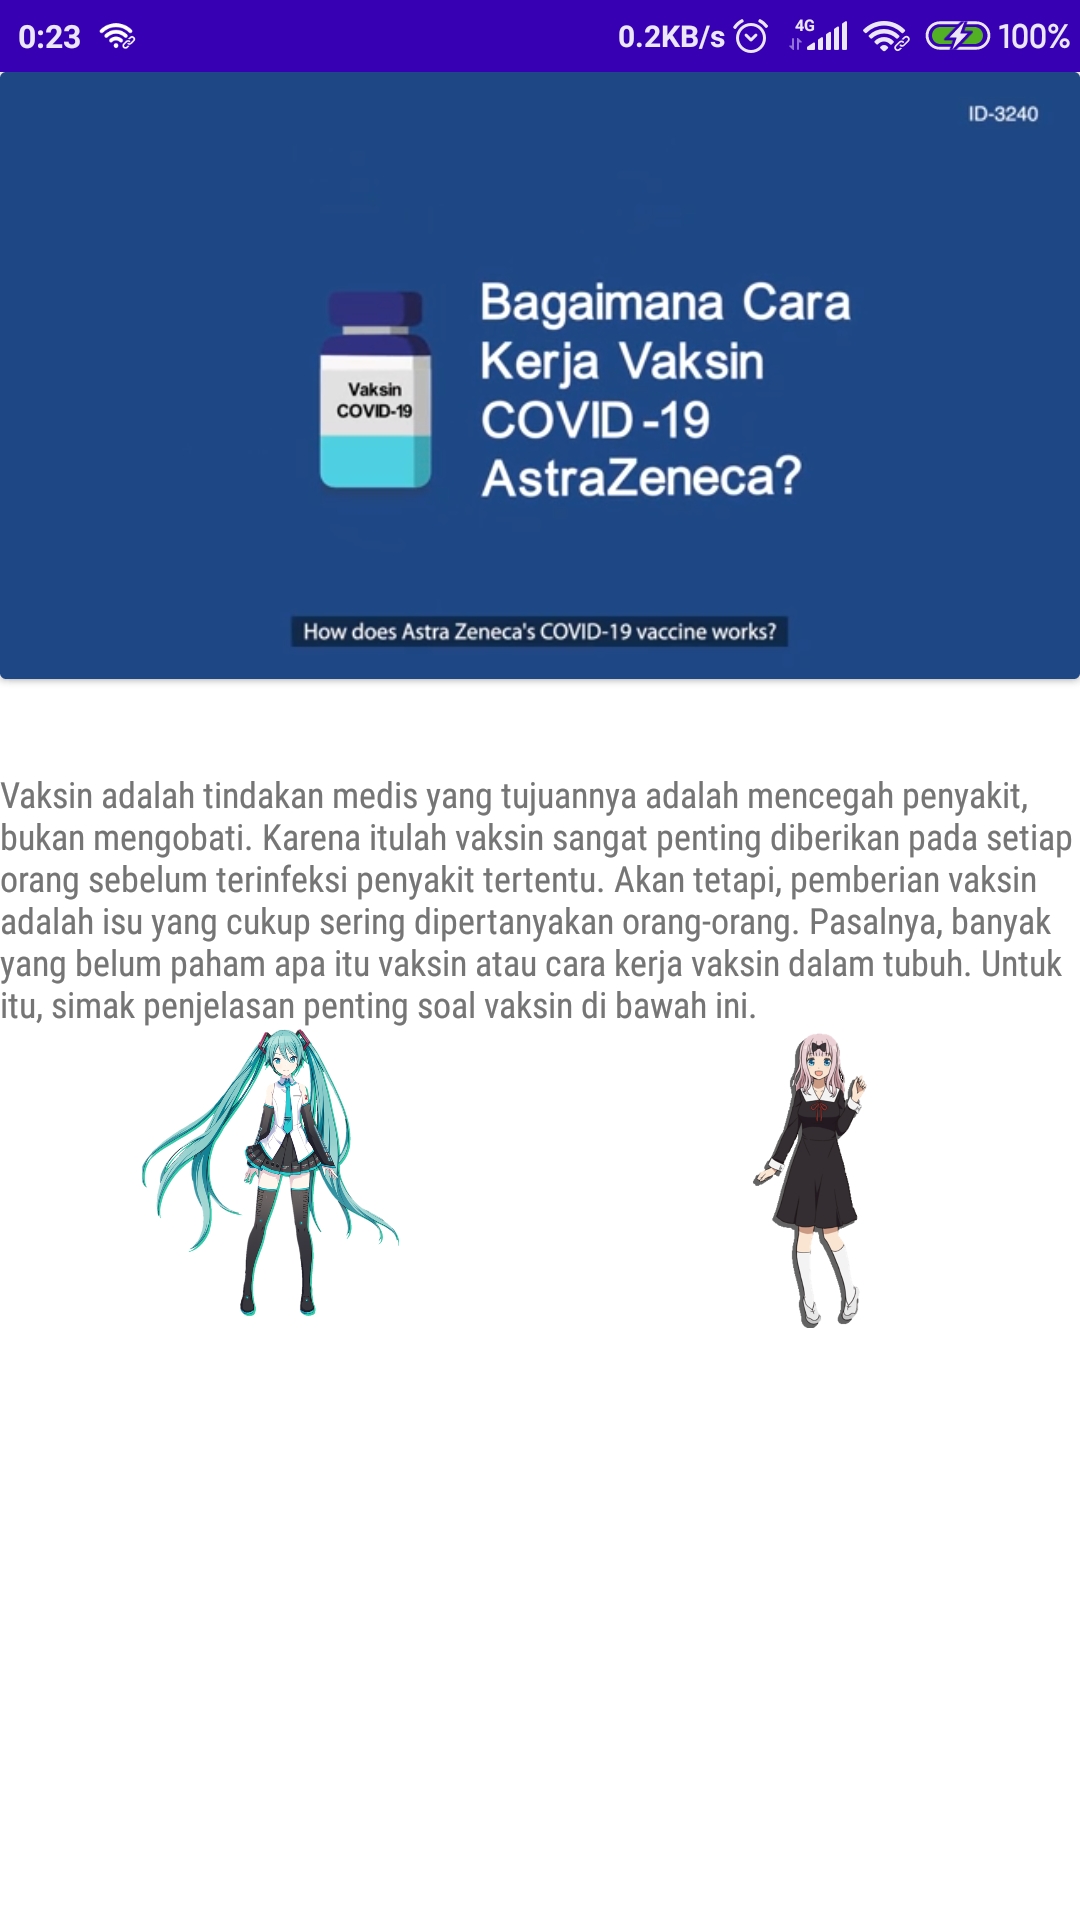 0:23 0.2KB/s 4G 100%
ID-3240
Bagaimana Cara
Kerja Vaksin
COVID-19
AstraZeneca?
Vaksin
COVID-19
How does Astra Zeneca's COVID-19 vaccine works?
Vaksin adalah tindakan medis yang tujuannya adalah mencegah penyakit,
bukan mengobati. Karena itulah vaksin sangat penting diberikan pada setiap
orang sebelum terinfeksi penyakit tertentu. Akan tetapi, pemberian vaksin
adalah isu yang cukup sering dipertanyakan orang-orang. Pasalnya, banyak
yang belum paham apa itu vaksin atau cara kerja vaksin dalam tubuh. Untuk
itu, simak penjelasan penting soal vaksin di bawah ini.